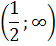 (1/2 ; ∞)